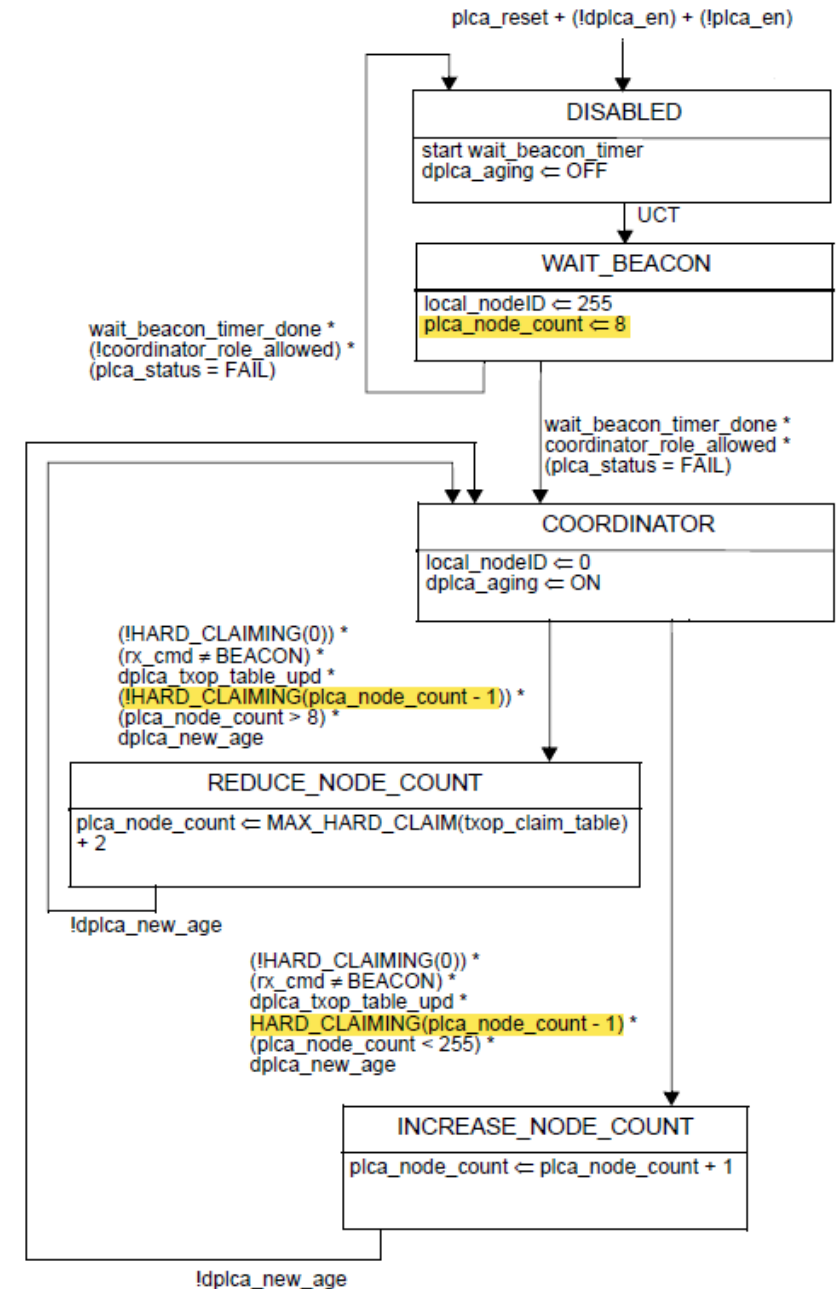 plca_reset + (!dplca_en) + (!plca_en)
DISABLED
start wait_beacon_timer
dplca_aging ⇐ OFF
UCT
WAIT_BEACON
local_nodeID ⇐ 255
plca_node_count ⇐ 8
wait_beacon_timer_done *
(!coordinator_role_allowed) *
(plca_status = FAIL)
wait_beacon_timer_done *
coordinator_role_allowed *
(plca_status = FAIL)
COORDINATOR
local_nodeID ⇐ 0
dplca_aging ⇐ ON
(!HARD_CLAIMING(0)) *
(rx_cmd ≠ BEACON) *
dplca_txop_table_upd *
(!HARD_CLAIMING(plca_node_count - 1)) *
(plca_node_count > 8) *
dplca_new_age
REDUCE_NODE_COUNT
plca_node_count ⇐ MAX_HARD_CLAIM(txop_claim_table)
+ 2
!dplca_new_age
(!HARD_CLAIMING(0)) *
(rx_cmd ≠ BEACON) *
dplca_txop_table_upd *
HARD_CLAIMING(plca_node_count - 1) *
(plca_node_count < 255) *
dplca_new_age
INCREASE_NODE_COUNT
plca_node_count ⇐ plca_node_count + 1
!dplca_new_age